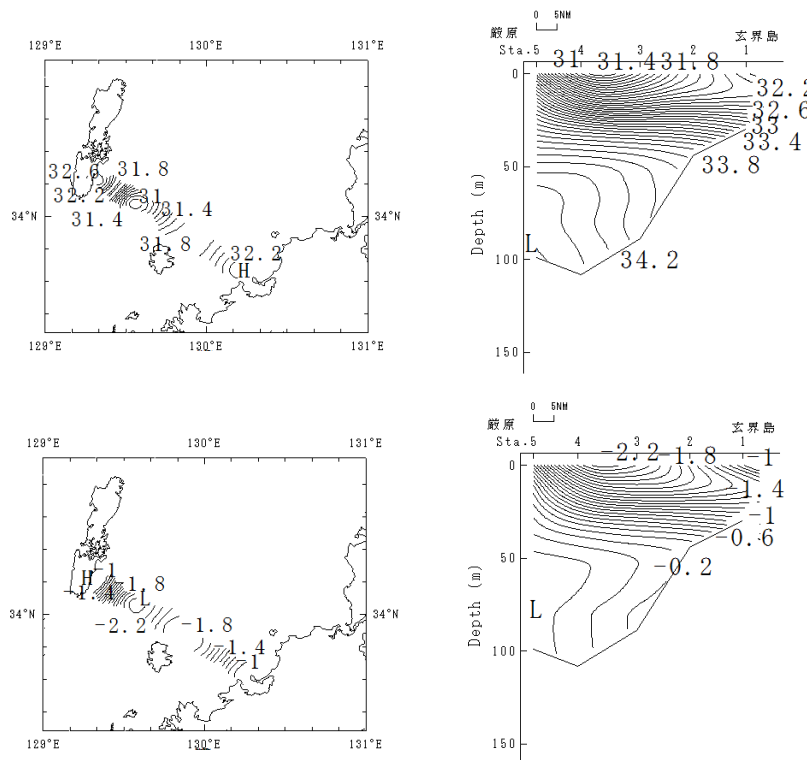 129°E 130°E 131°E
32.6 31.8
32.2 31
31.4 31.4
34°N 34°N
31.8 32.2
H
129°E 130°E 131°E
0 5NM
厳原 玄界島
Sta.5 4 3 2 1
31 31.4 31.8
0
32.2
32.6
33
33.4
50
33.8
Depth (m)
L
100
34.2
150
129°E 130°E 131°E
-1
H
-1.8
-1.4
L
34°N 34°N
-2.2 -1.8
-1.4
-1
129°E 130°E 131°E
0 5NM
厳原 玄界島
Sta.5 4 3 2 1
-2.2 -1.8 -1
0
-1.4
-1
-0.6
50
-0.2
Depth (m)
L
100
150